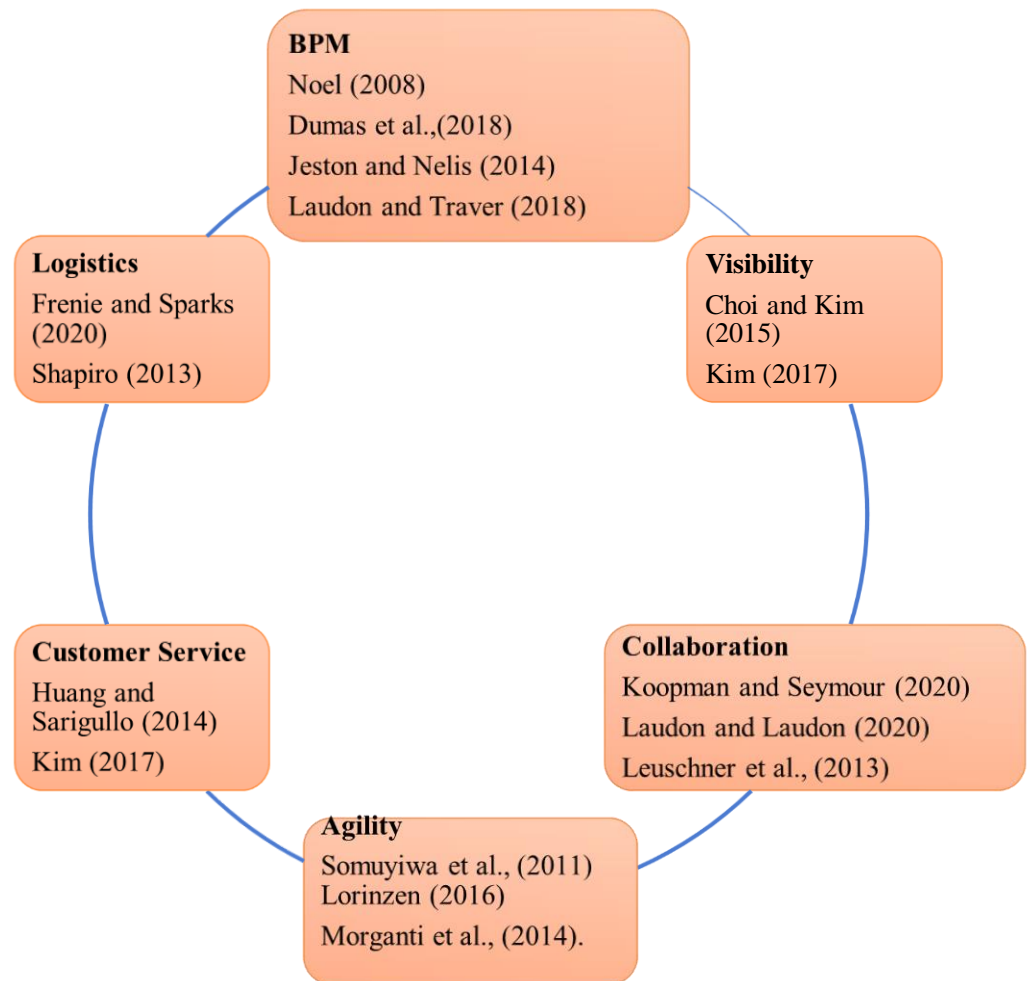 BPM
Noel (2008)
Dumas et al.,(2018)
Jeston and Nelis (2014)
Laudon and Traver (2018)
Visibility
Choi and Kim
(2015)
Kim (2017)
Collaboration
Koopman and Seymour (2020)
Laudon and Laudon (2020)
Leuschner et al., (2013)
Agility
Somuyiwa et al., (2011)
Lorinzen (2016)
Morganti et al., (2014).
Customer Service
Huang and
Sarigullo (2014)
Kim (2017)
Logistics
Frenie and Sparks
(2020)
Shapiro (2013)